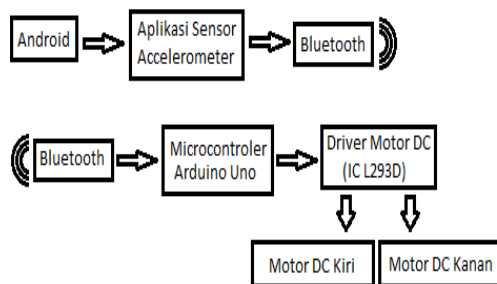 Android
Aplikasi Sensor
Accelerometer
Bluetooth
Bluetooth
Microcontroler
Arduino Uno
Driver Motor DC
(IC L293D)
Motor DC Kiri
Motor DC Kanan